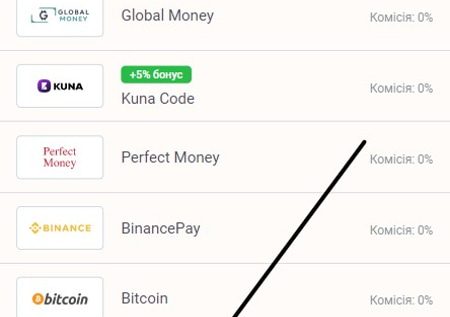 GLOBAL
MONEY
Global Money
Комісія: 0%
KUNA
+5% бонус
Kuna Code
Комісія: 0%
Perfect
Money
Perfect Money
Комісія: 0%
BINANCE
BinancePay
Комісія: 0%
bitcoin
Bitcoin
Комісія: 0%